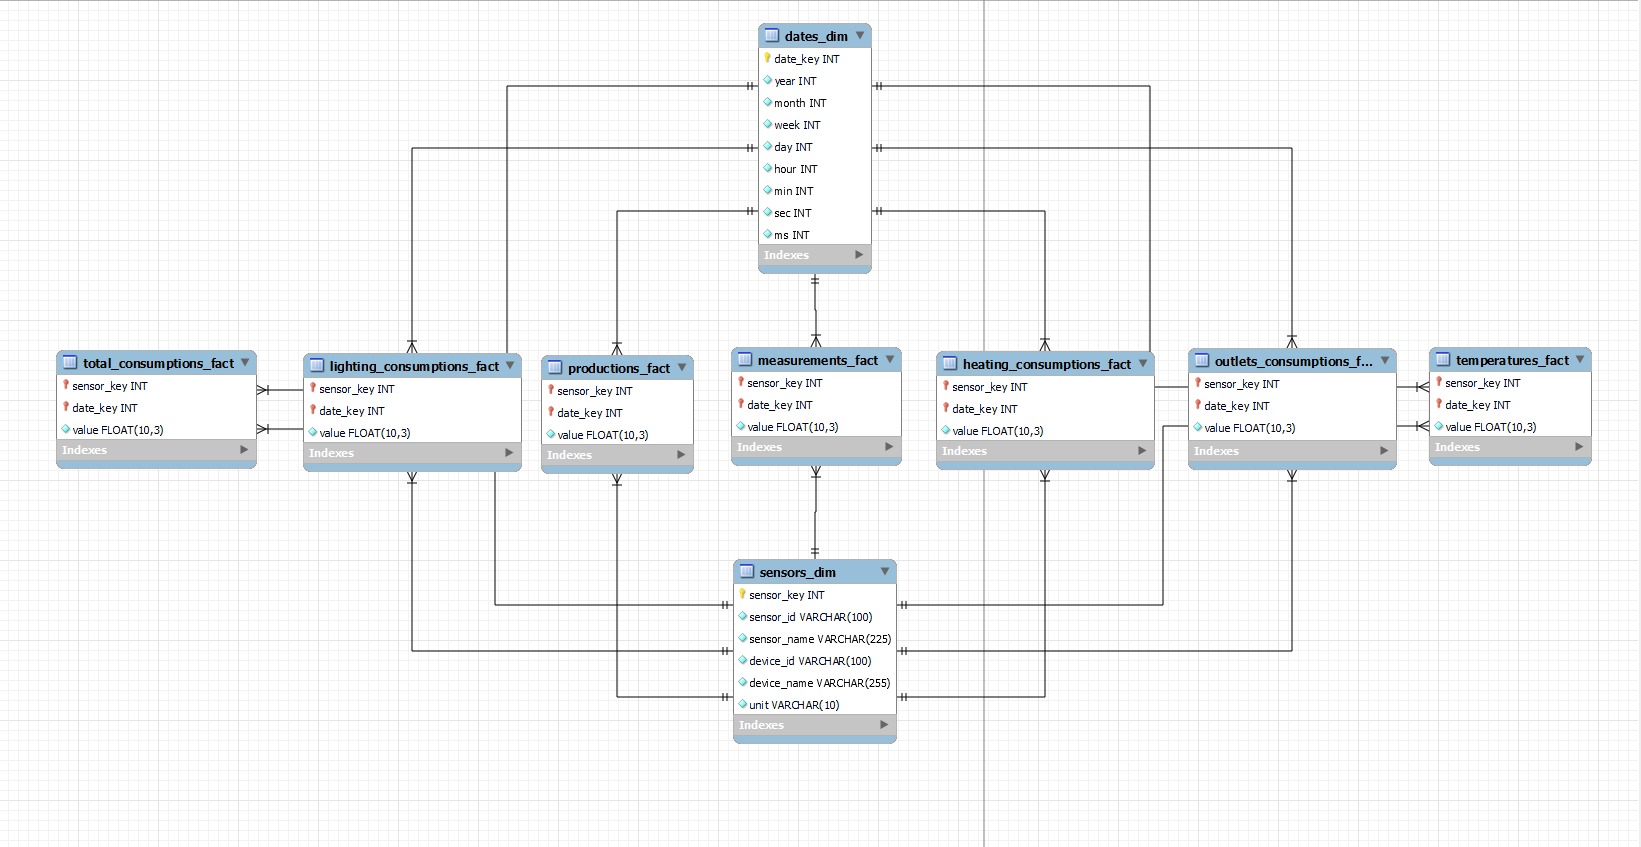 dates_dim
date_key INT
year INT
month INT
week INT
day INT
hour INT
min INT
sec INT
ms INT
Indexes
total_consumptions_fact
sensor_key INT
date_key INT
value FLOAT(10,3)
Indexes
lighting_consumptions_fact
sensor_key INT
date_key INT
value FLOAT(10,3)
Indexes
productions_fact
sensor_key INT
date_key INT
value FLOAT(10,3)
Indexes
measurements_fact
sensor_key INT
date_key INT
value FLOAT(10,3)
Indexes
heating_consumptions_fact
sensor_key INT
date_key INT
value FLOAT(10,3)
Indexes
outlets_consumptions_f...
sensor_key INT
date_key INT
value FLOAT(10,3)
Indexes
temperatures_fact
sensor_key INT
date_key INT
value FLOAT(10,3)
Indexes
sensors_dim
sensor_key INT
sensor_id VARCHAR(100)
sensor_name VARCHAR(225)
device_id VARCHAR(100)
device_name VARCHAR(255)
unit VARCHAR(10)
Indexes